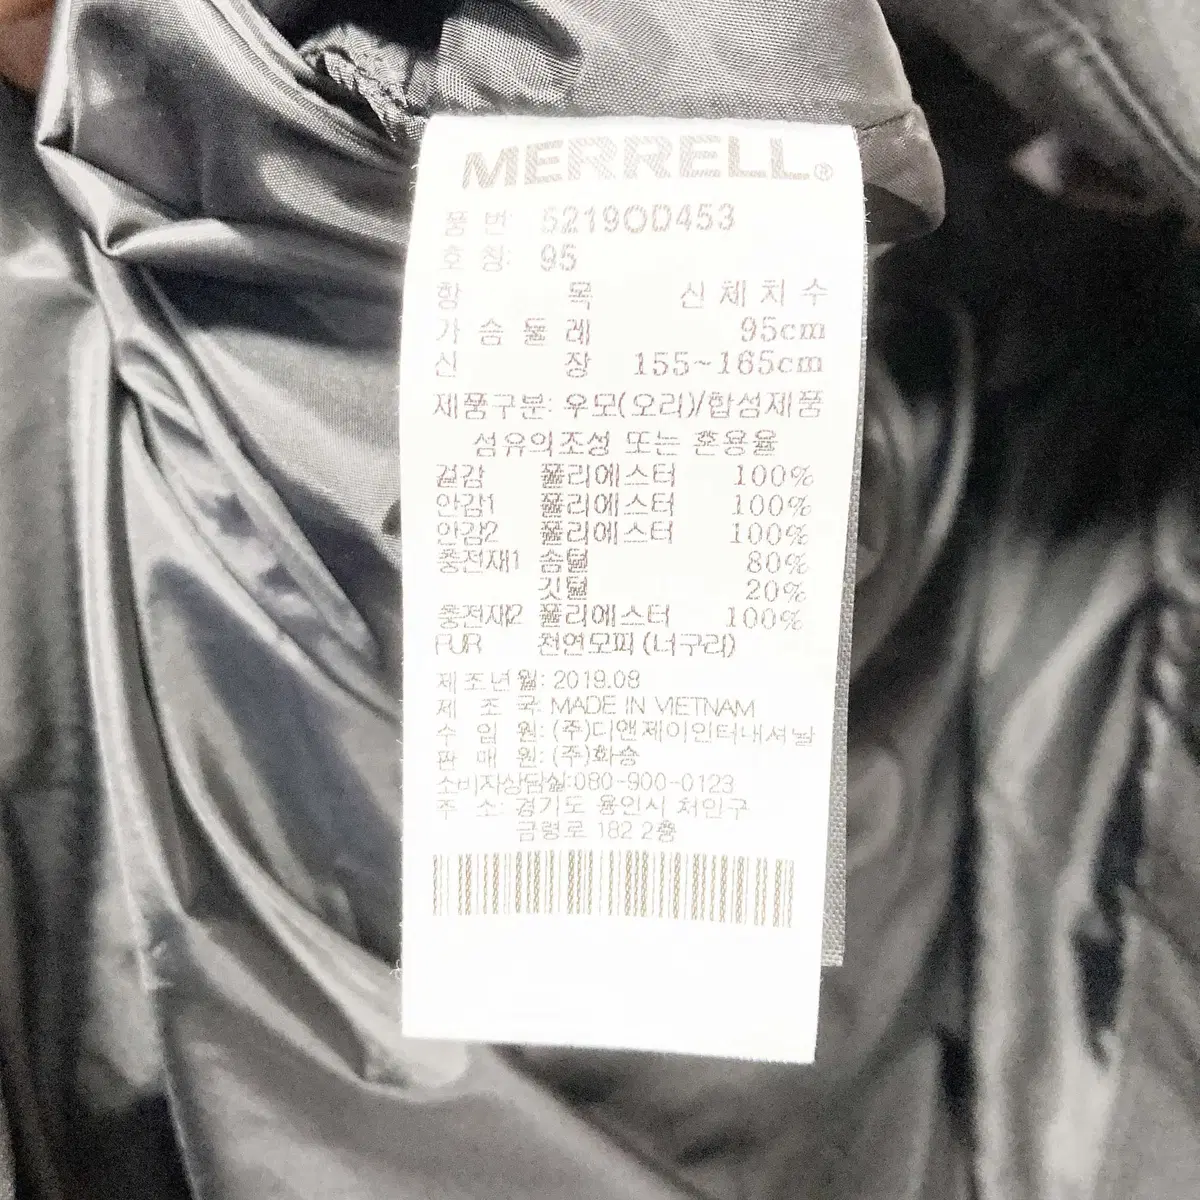 MERRELL®
품 번: 5219OD453
호 칭: 95
항 목 신체치수
가슴둘레 95cm
신 장 155~165cm
제품구분: 우모(오리)/합성제품
섬유의조성 또는 혼용율
겉감 폴리에스터 100%
안감1 폴리에스터 100%
안감2 폴리에스터 100%
충전재1 솜털 80%
깃털 20%
충전재2 폴리에스터 100%
FUR 천연모피(너구리)
제조년월: 2019.08
제 조 국: MADE IN VIETNAM
수 입 원: (주)디앤제이인터내셔날
판 매 원: (주)화승
소비자상담실:080-900-0123
주 소: 경기도 용인시 처인구
금령로 182 2층